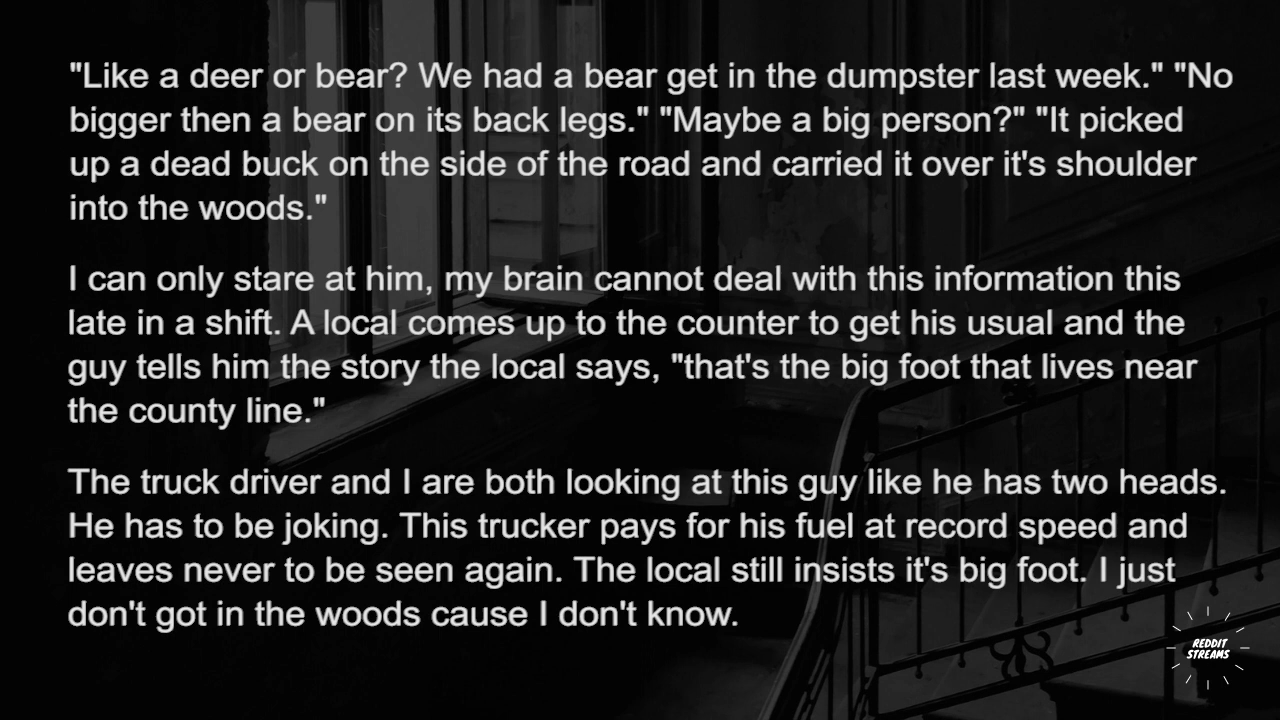 "Like a deer or bear? We had a bear get in the dumpster last week." "No
bigger then a bear on its back legs." "Maybe a big person?" "It picked
up a dead buck on the side of the road and carried it over it's shoulder
into the woods."
I can only stare at him, my brain cannot deal with this information this
late in a shift. A local comes up to the counter to get his usual and the
guy tells him the story the local says, "that's the big foot that lives near
the county line."
The truck driver and I are both looking at this guy like he has two heads.
He has to be joking. This trucker pays for his fuel at record speed and
leaves never to be seen again. The local still insists it's big foot. I just
don't got in the woods cause I don't know.
REDDIT
STREAMS